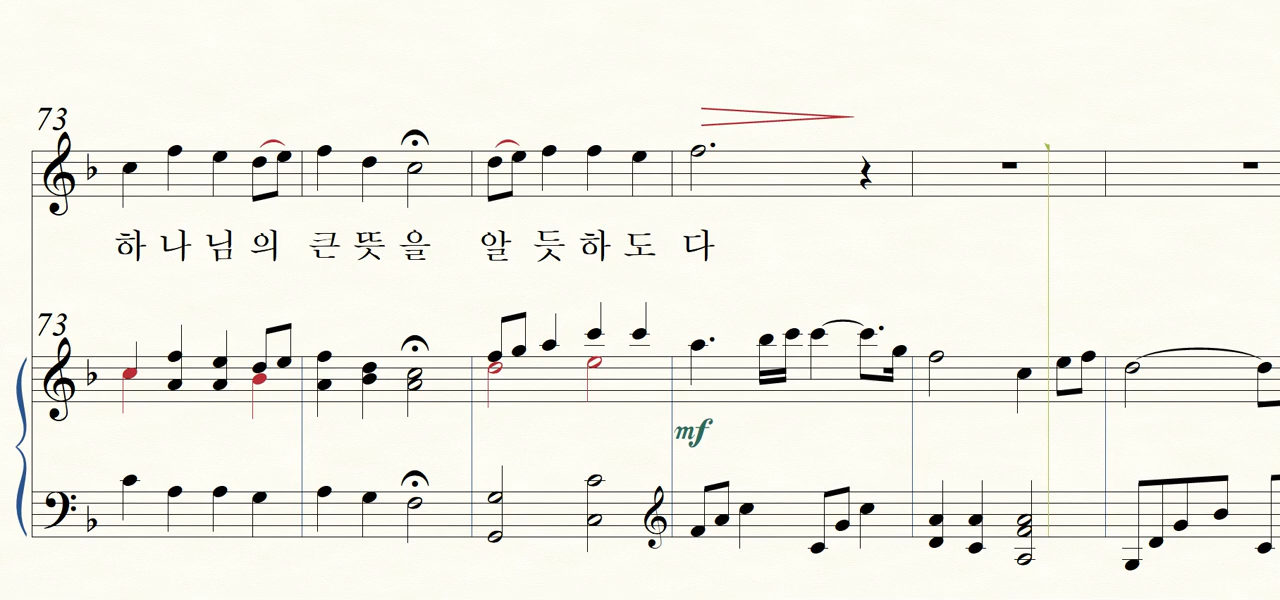 73
하 나 님 의 큰 뜻 을 알 듯 하 도 다
73
mf